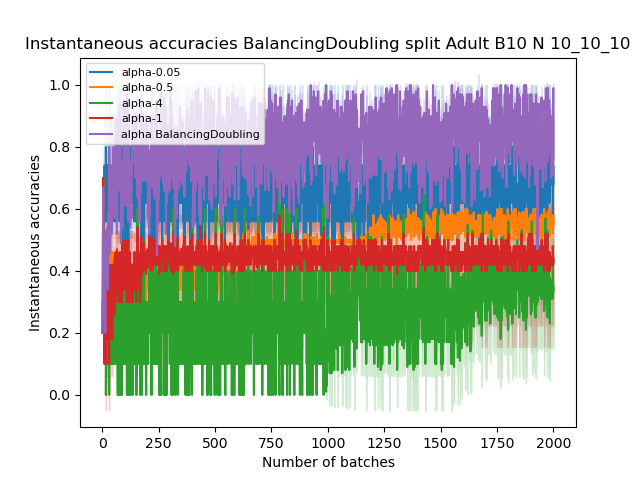 Instantaneous accuracies BalancingDoubling split Adult B10 N 10_10_10
alpha-0.05
alpha-0.5
alpha-4
alpha-1
alpha BalancingDoubling
Instantaneous accuracies
1.0
0.8
0.6
0.4
0.2
0.0
0 250 500 750 1000 1250 1500 1750 2000
Number of batches